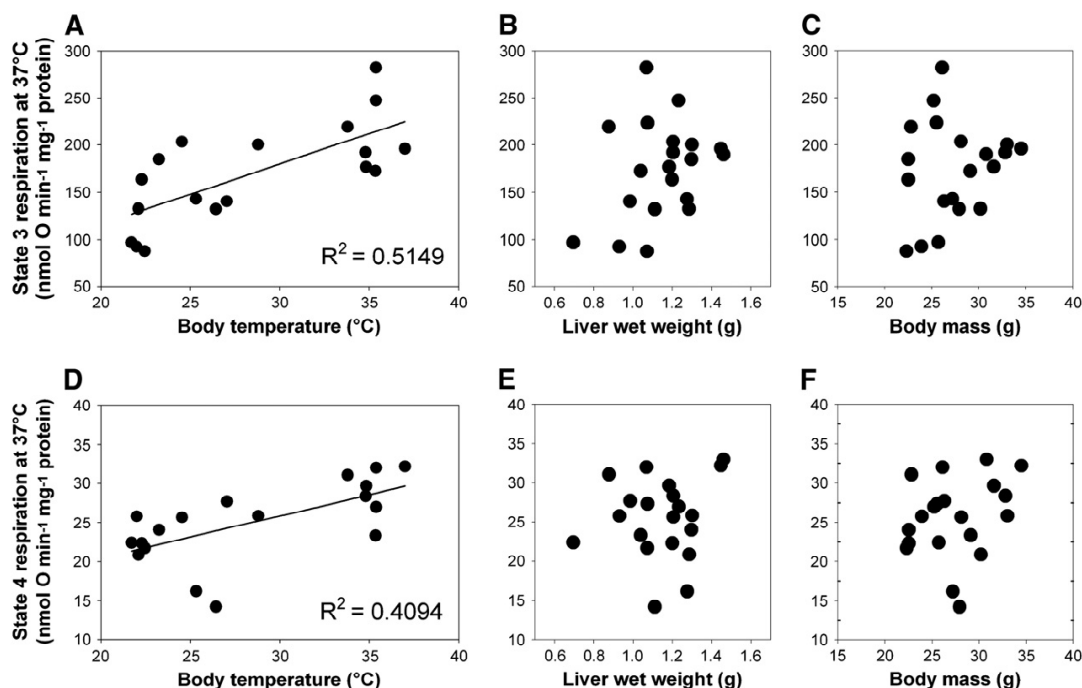 A
B
C
State 3 respiration at 37°C
(nmol O min-1 mg-1 protein)
300
250
200
150
100
50
20 25 30 35 40
Body temperature (°C)
R² = 0.5149
300
250
200
150
100
50
0.6 0.8 1.0 1.2 1.4 1.6
Liver wet weight (g)
300
250
200
150
100
50
15 20 25 30 35 40
Body mass (g)
D
E
F
State 4 respiration at 37°C
(nmol O min-1 mg-1 protein)
40
35
30
25
20
15
10
20 25 30 35 40
Body temperature (°C)
R² = 0.4094
40
35
30
25
20
15
10
0.6 0.8 1.0 1.2 1.4 1.6
Liver wet weight (g)
40
35
30
25
20
15
10
15 20 25 30 35 40
Body mass (g)